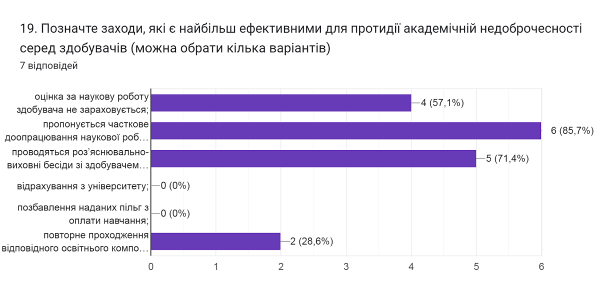 19. Позначте заходи, які є найбільш ефективними для протидії академічній недоброчесності
серед здобувачів (можна обрати кілька варіантів)
7 відповідей
оцінка за наукову роботу
здобувача не зараховується;
4 (57,1%)
пропонується часткове
доопрацювання наукової роб…
6 (85,7%)
проводяться роз'яснювально-
виховні бесіди зі здобувачем…
5 (71,4%)
відрахування з університету;
0 (0%)
позбавлення наданих пільг з
оплати навчання;
0 (0%)
повторне проходження
відповідного освітнього компо…
2 (28,6%)
0 1 2 3 4 5 6